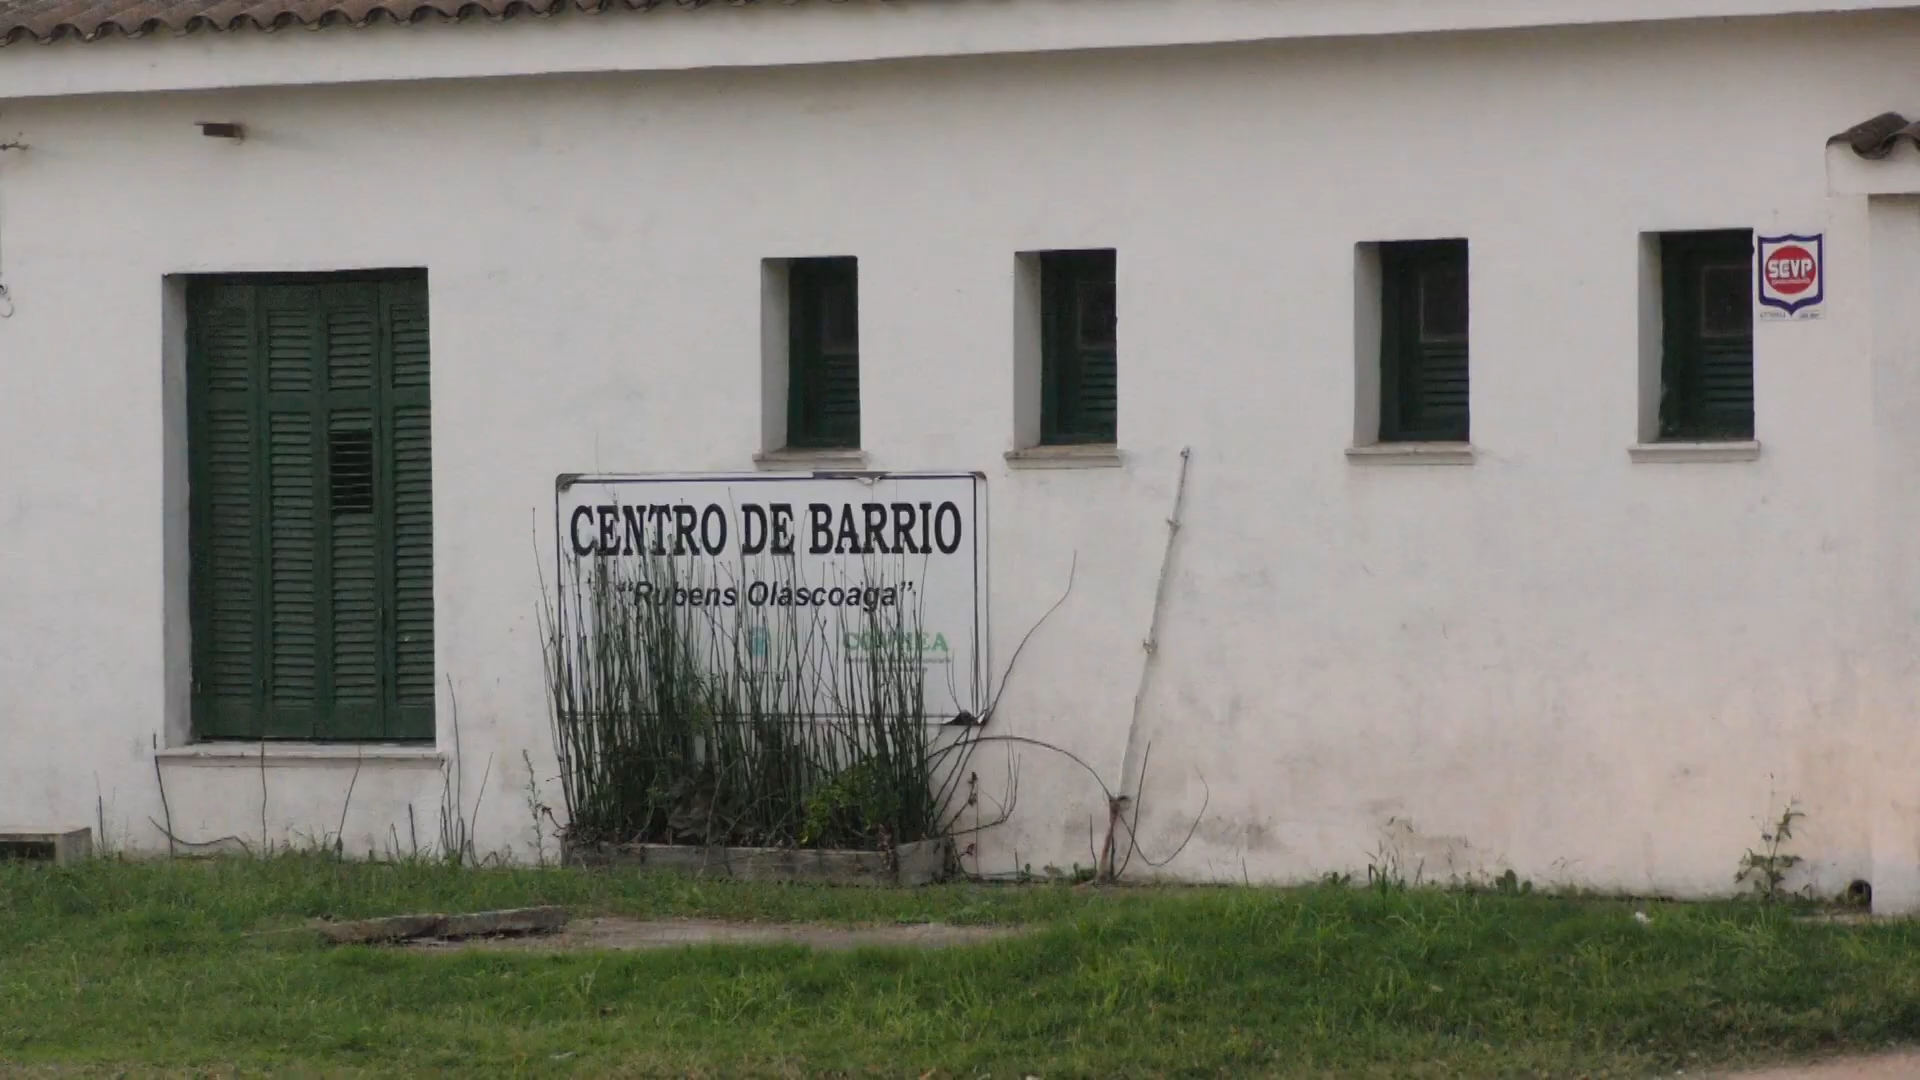 CENTRO DE BARRIO
“Rubens Olascoaga”
SEVP